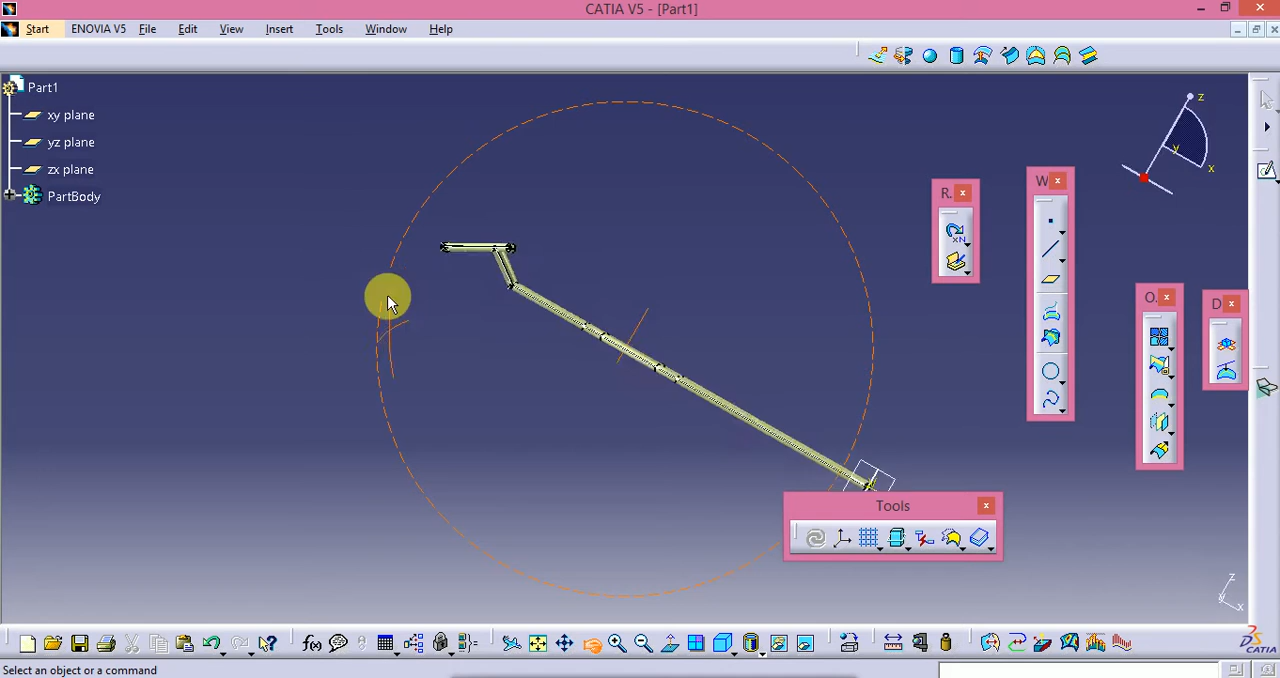 CATIA V5 - [Part1]
Start ENOVIA V5 File Edit View Insert Tools Window Help
Part1
xy plane
yz plane
zx plane
PartBody
z
y
x
R.
W
O.
D
Tools
z
y
x
f(x)
CATIA
Select an object or a command